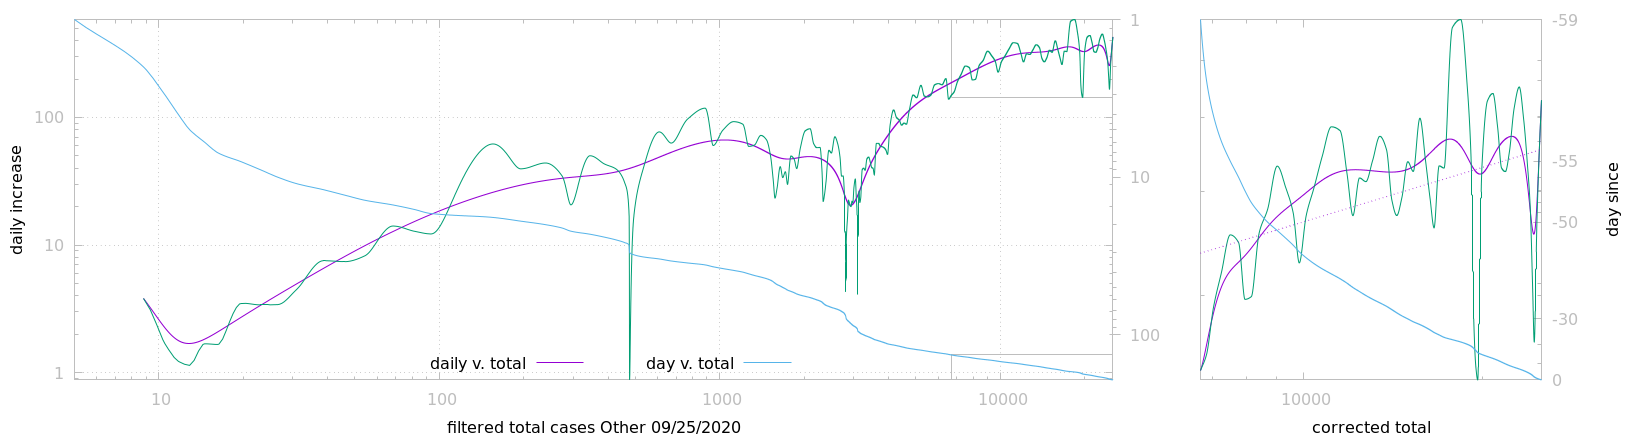 daily increase
100
10
1
10
100
1000
10000
filtered total cases Other 09/25/2020
daily v. total
day v. total
1
10
100
10000
corrected total
-59
-55
-50
-30
0
day since